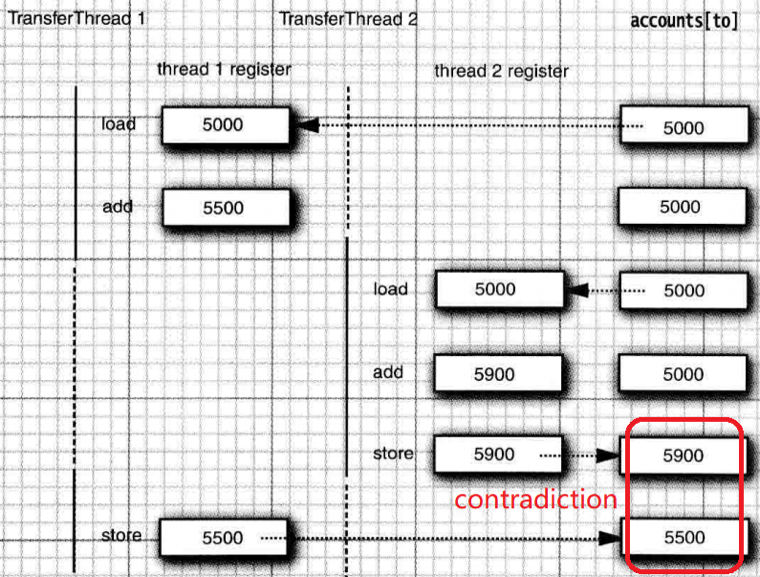 TransferThread 1 TransferThread 2 accounts[to]
thread 1 register thread 2 register
load 5000 5000
add 5500 5000
load 5000 5000
add 5900 5000
store 5900 5900
contradiction
store 5500 5500